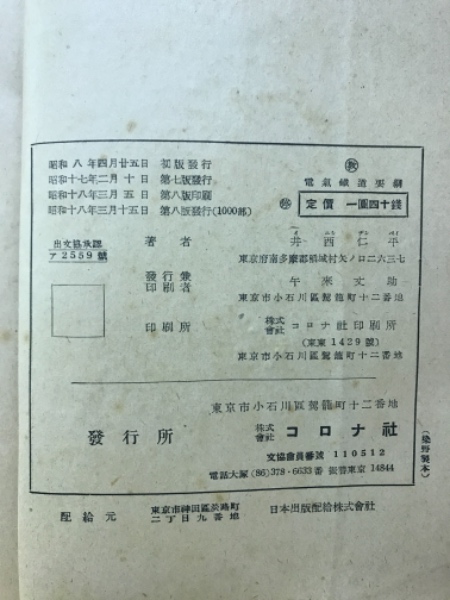 昭和八年四月廿五日 初版發行
昭和十七年二月十日 第七版發行
昭和十八年三月五日 第八版印刷
昭和十八年三月十五日 第八版發行(1000部)
電氣鐵道要綱
定價 一圓四十錢
出文協承認
ア2559號
著者 井西仁平
東京府南多摩郡稲城村矢ノ口二六三七
發行兼
印刷者 午來丈助
東京市小石川區駕籠町十二番地
印刷所 株式會社 コロナ社印刷所
(東東1429號)
東京市小石川區駕籠町十二番地
東京市小石川區駕籠町十二番地
發行所 株式會社 コロナ社
文協會員番號 110512
電話大塚(86)378・6633番 振替東京14844
配給元 東京市神田區淡路町
二丁目九番地
日本出版配給株式會社